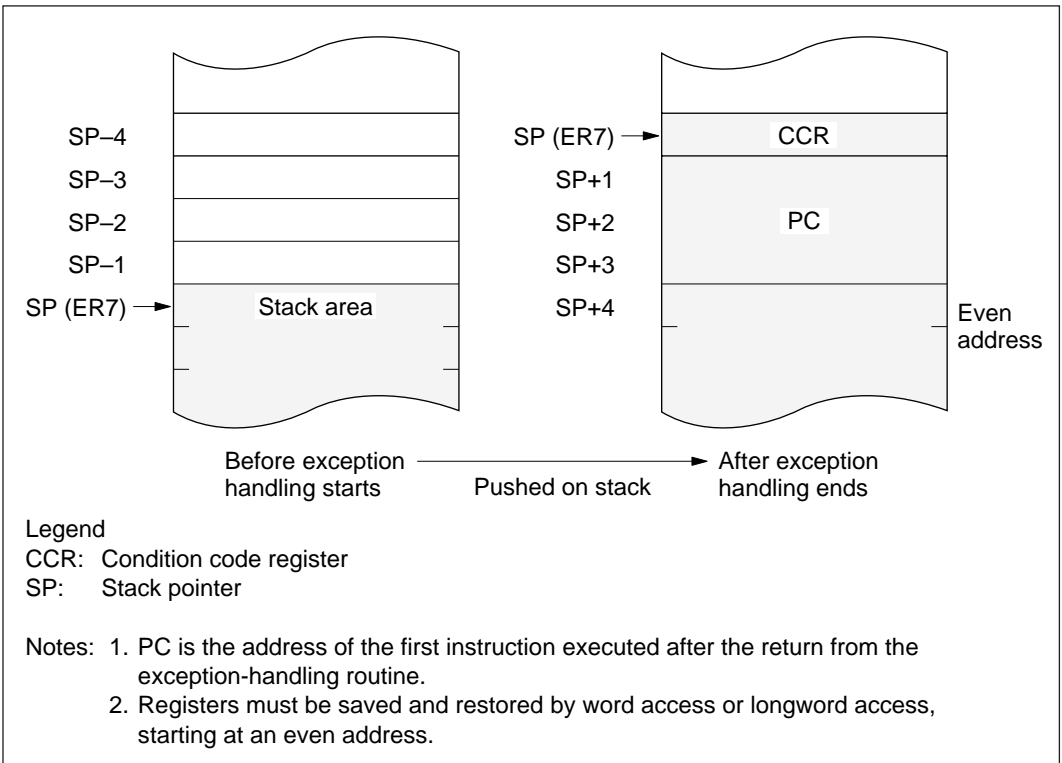 SP–4
SP–3
SP–2
SP–1
SP (ER7)
Stack area
SP (ER7)
SP+1
SP+2
SP+3
SP+4
CCR
PC
Even
address
Before exception
handling starts
Pushed on stack
After exception
handling ends
Legend
CCR: Condition code register
SP: Stack pointer
Notes: 1. PC is the address of the first instruction executed after the return from the
exception-handling routine.
2. Registers must be saved and restored by word access or longword access,
starting at an even address.